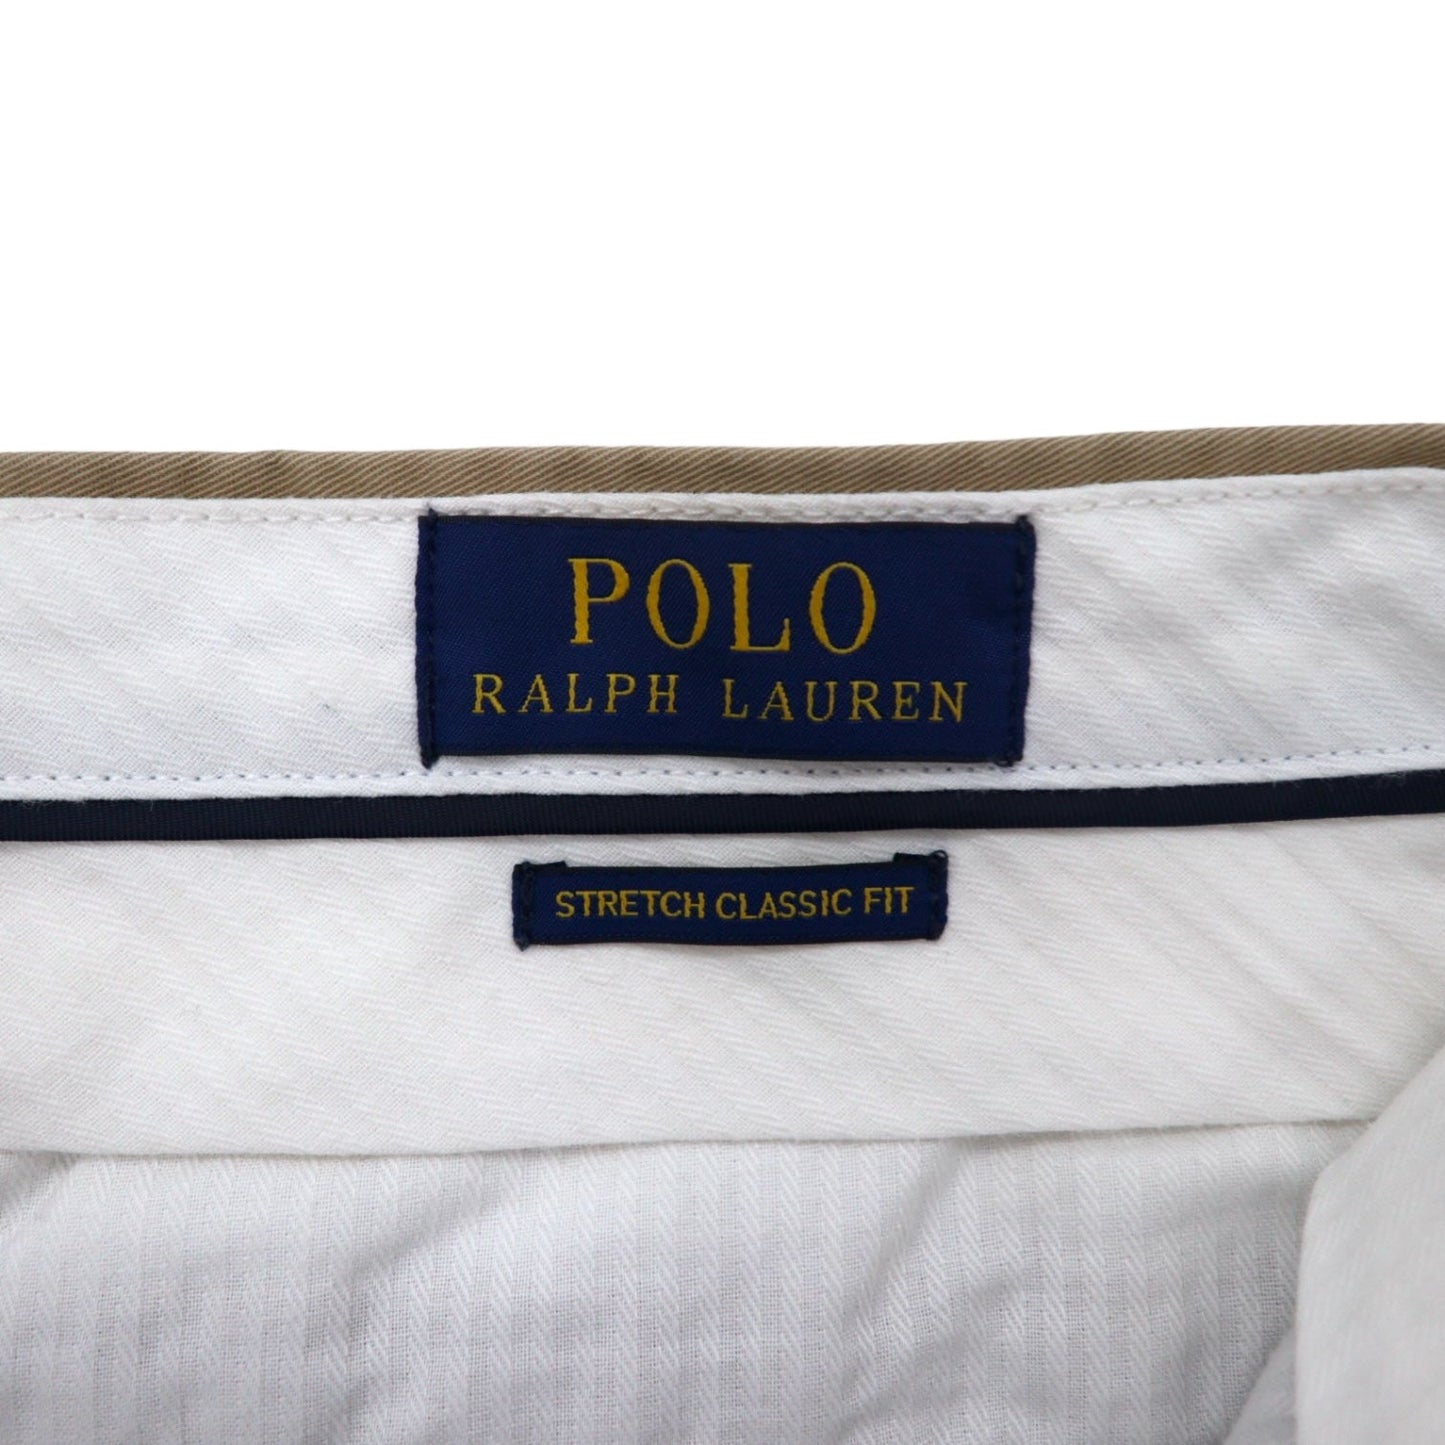 POLO
RALPH LAUREN
STRETCH CLASSIC FIT